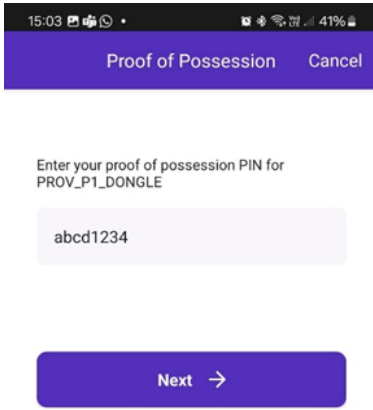 15:03
41%
Proof of Possession
Cancel
Enter your proof of possession PIN for
PROV_P1_DONGLE
abcd1234
Next